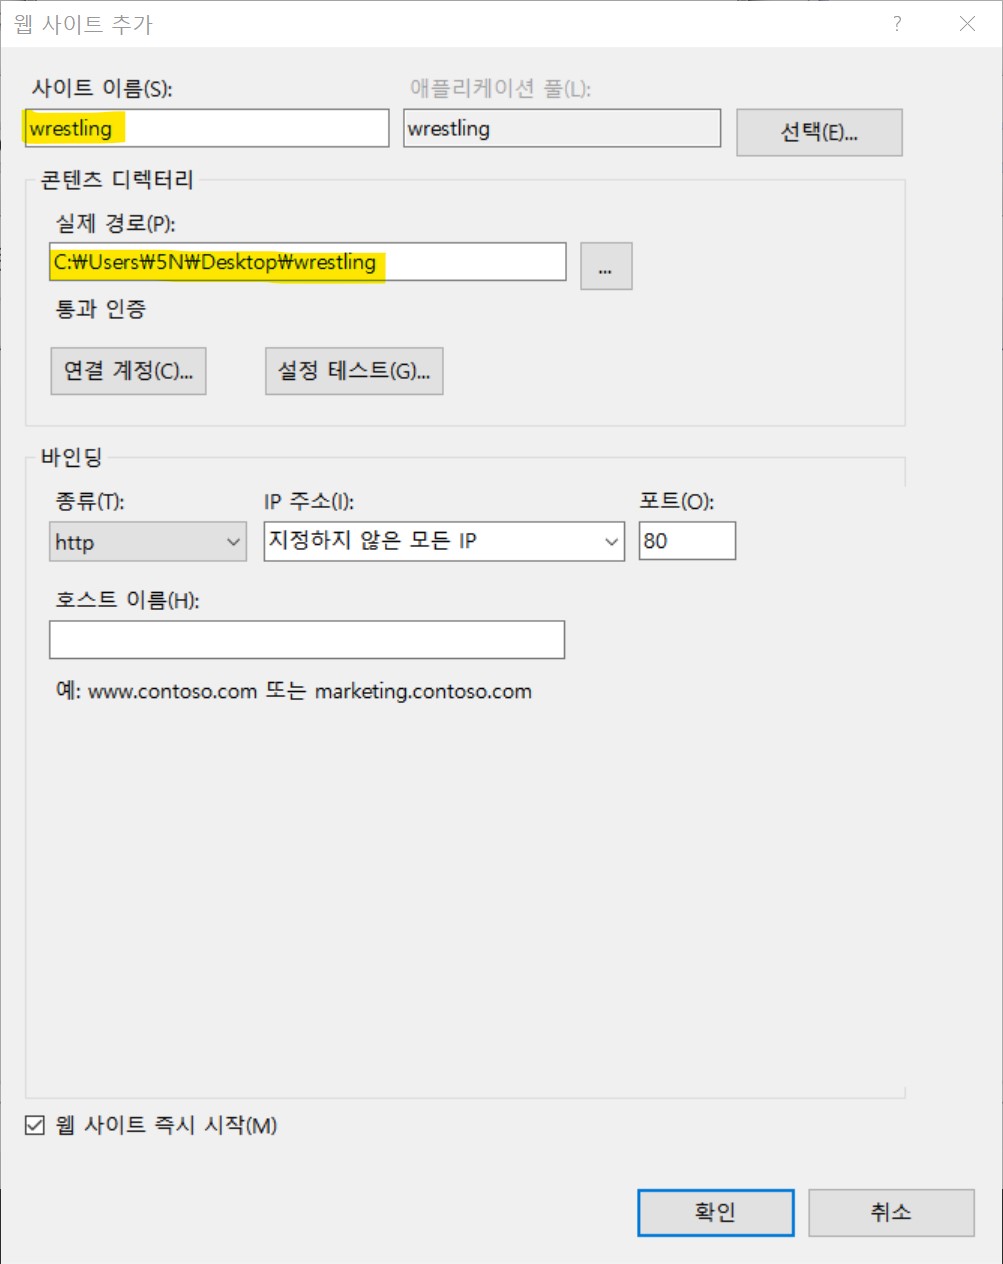 웹 사이트 추가
사이트 이름(S): 애플리케이션 풀(L):
wrestling wrestling 선택(E)...
콘텐츠 디렉터리
실제 경로(P):
C:₩Users₩5N₩Desktop₩wrestling ...
통과 인증
연결 계정(C)... 설정 테스트(G)...
바인딩
종류(T): IP 주소(I): 포트(O):
http 지정하지 않은 모든 IP 80
호스트 이름(H):
예: www.contoso.com 또는 marketing.contoso.com
웹 사이트 즉시 시작(M)
확인 취소